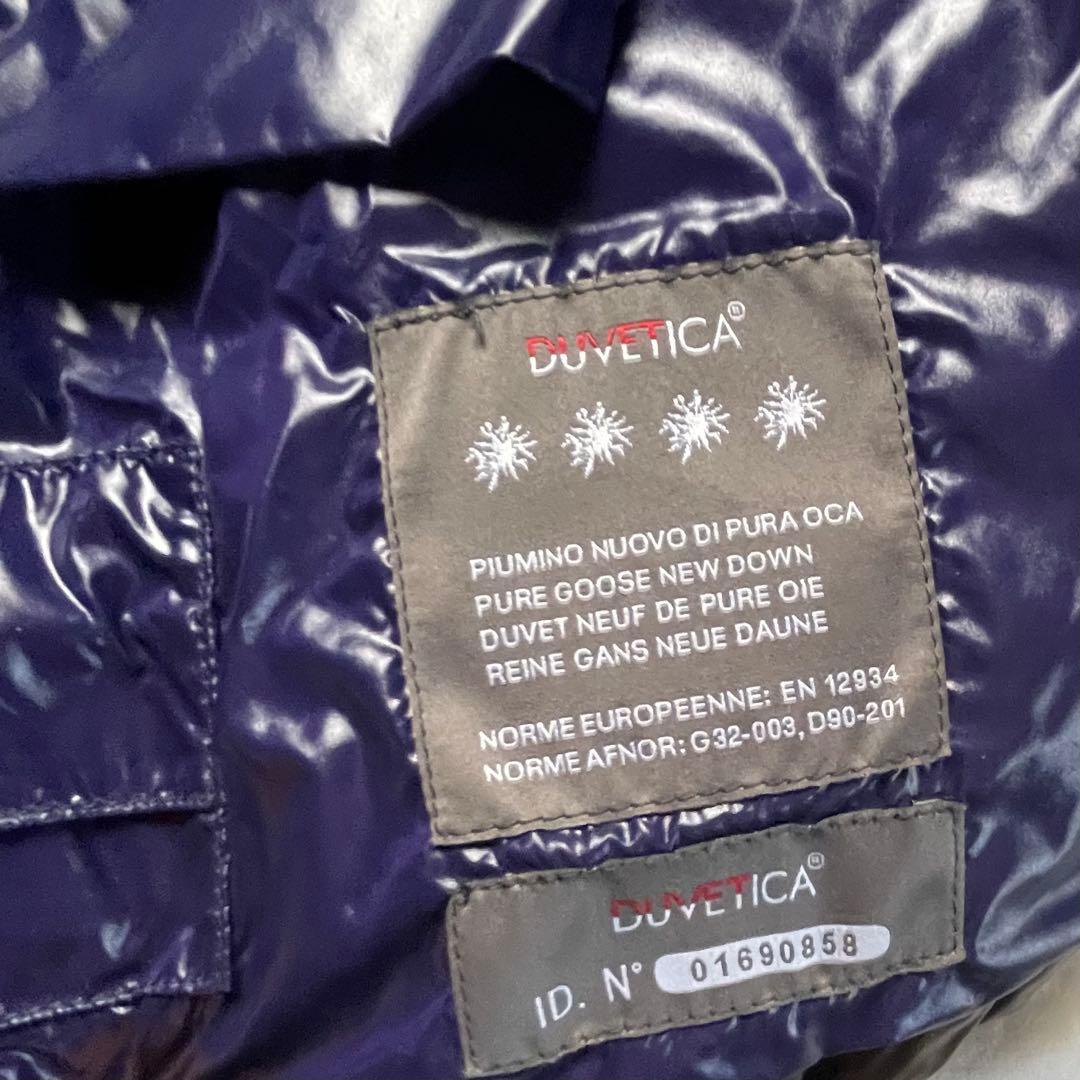 DUVETICA®
PIUMINO NUOVO DI PURA OCA
PURE GOOSE NEW DOWN
DUVET NEUF DE PURE OIE
REINE GANS NEUE DAUNE
NORME EUROPEENNE: EN 12934
NORME AFNOR: G32-003, D90-201
DUVETICA®
ID. N° 01690858